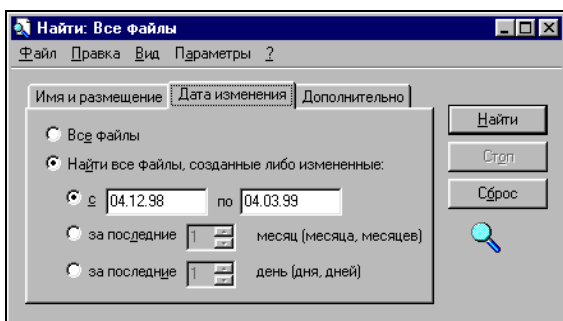 Найти: Все файлы
Файл Правка Вид Параметры ?
Имя и размещение Дата изменения Дополнительно
Все файлы
Найти все файлы, созданные либо измененные:
с 04.12.98 по 04.03.99
за последние 1 месяц (месяца, месяцев)
за последние 1 день (дня, дней)
Найти
Стоп
Сброс